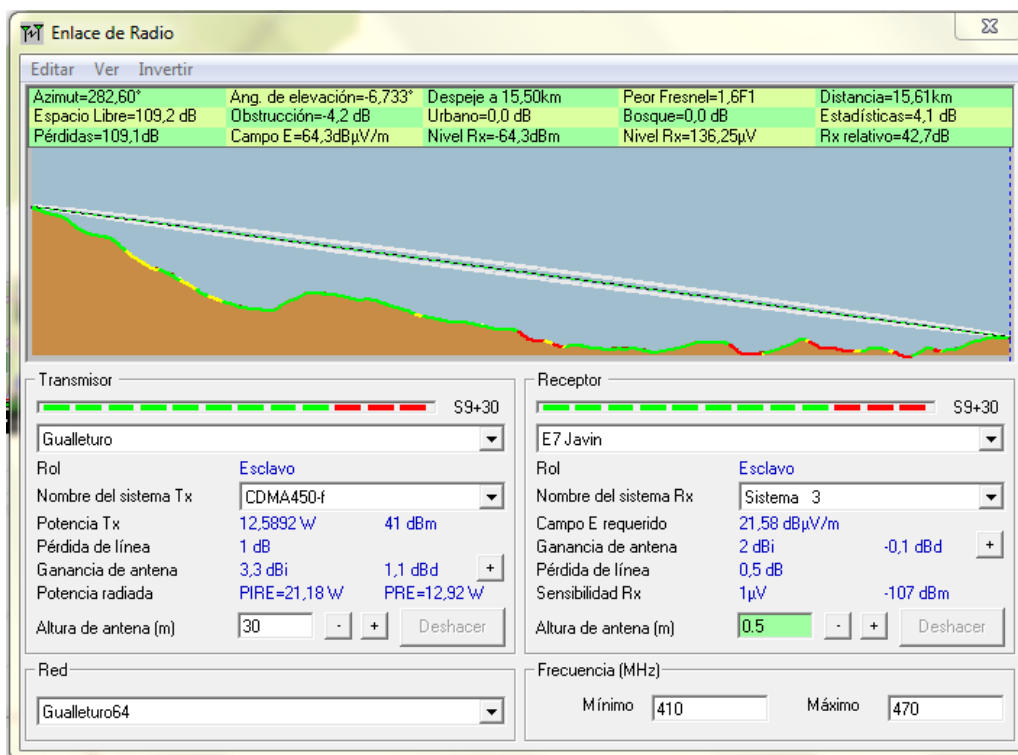 Enlace de Radio
Editar Ver Invertir
Azimut=282,60° Ang. de elevación=-6,733° Despeje a 15,50km Peor Fresnel=1,6F1 Distancia=15,61km
Espacio Libre=109,2 dB Obstrucción=-4,2 dB Urbano=0,0 dB Bosque=0,0 dB Estadísticas=4,1 dB
Pérdidas=109,1dB Campo E=64,3dBµV/m Nivel Rx=-64,3dBm Nivel Rx=136,25µV Rx relativo=42,7dB
Transmisor
S9+30
Gualleturo
Rol Esclavo
Nombre del sistema Tx CDMA450-f
Potencia Tx 12,5892 W 41 dBm
Pérdida de línea 1 dB
Ganancia de antena 3,3 dBi 1,1 dBd +
Potencia radiada PIRE=21,18 W PRE=12,92 W
Altura de antena (m) 30 - + Deshacer
Receptor
S9+30
E7 Javin
Rol Esclavo
Nombre del sistema Rx Sistema 3
Campo E requerido 21,58 dBµV/m
Ganancia de antena 2 dBi -0,1 dBd +
Pérdida de línea 0,5 dB
Sensibilidad Rx 1µV -107 dBm
Altura de antena (m) 0.5 - + Deshacer
Red
Gualleturo64
Frecuencia (MHz)
Mínimo 410 Máximo 470